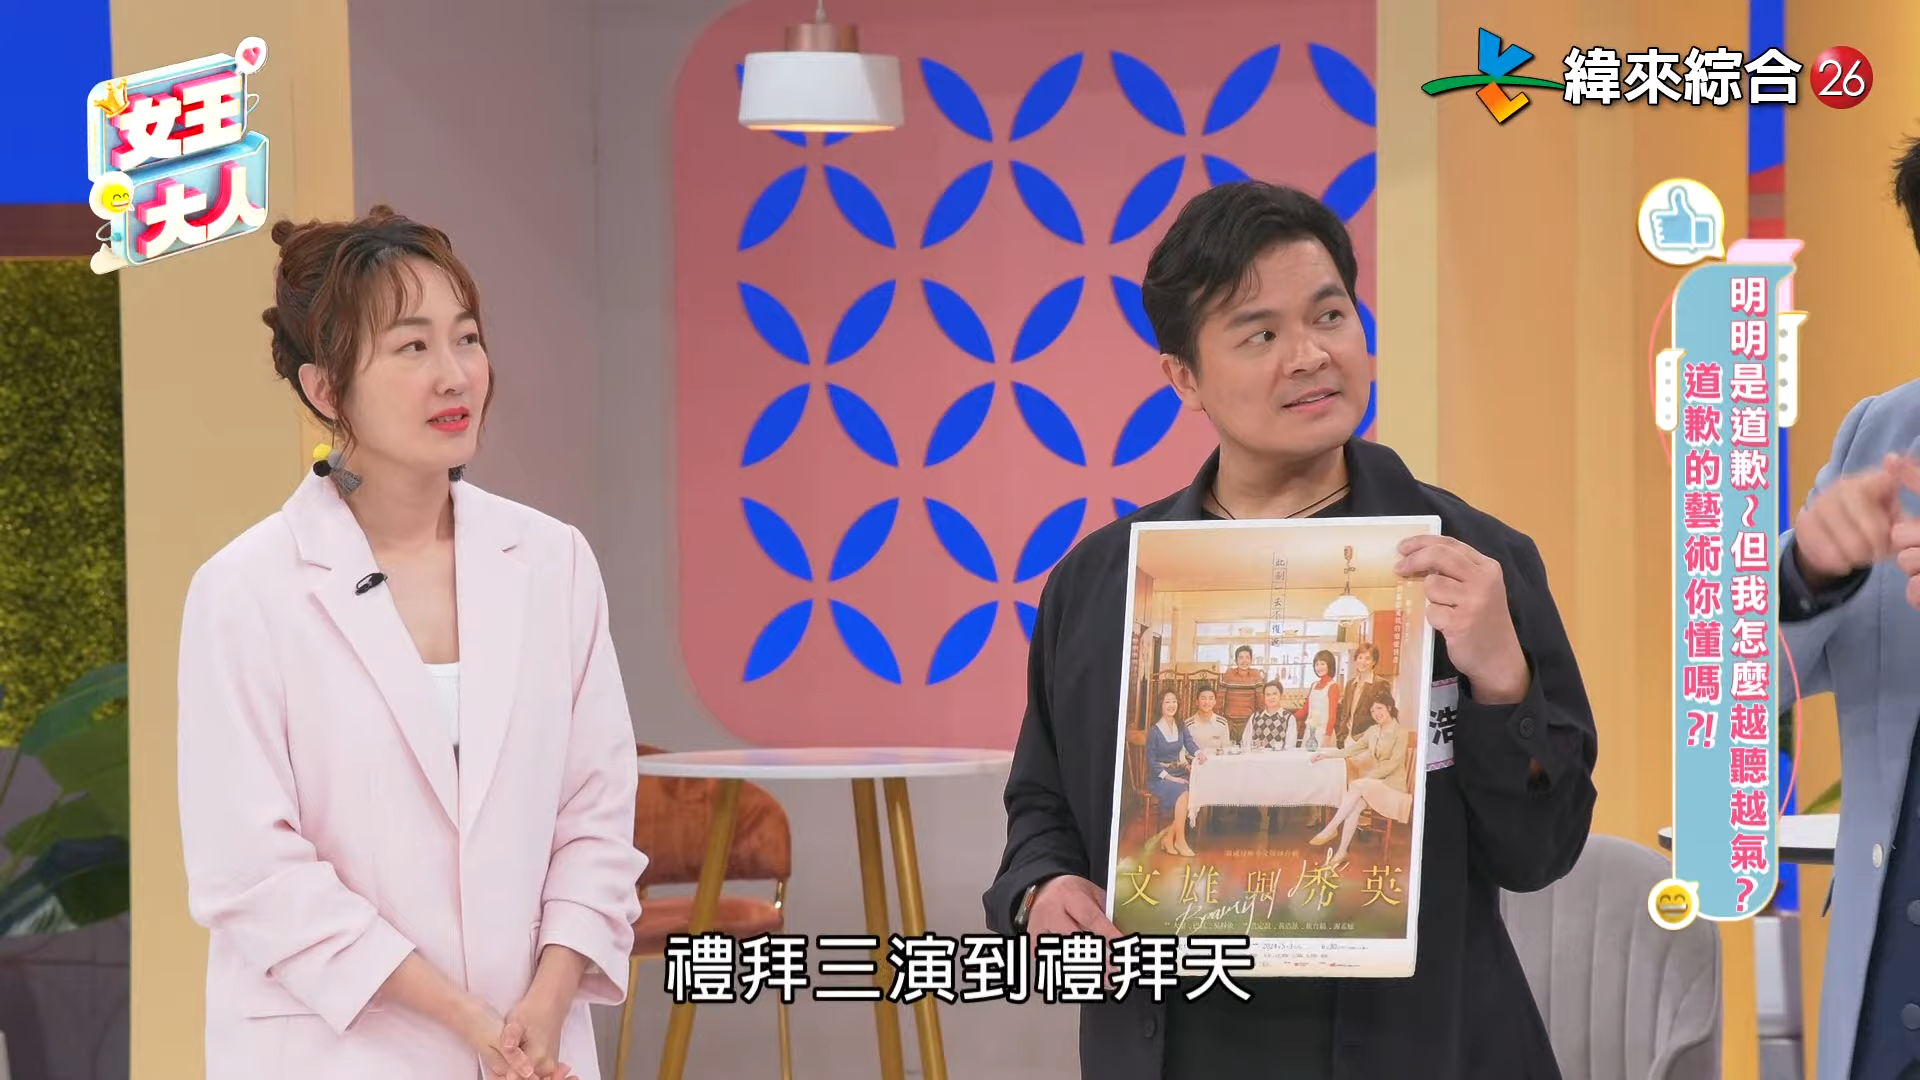 女王
大人
緯來綜合 26
明明是道歉~但我怎麼越聽越氣?
道歉的藝術你懂嗎?!
浩
文雄與秀英
Beauty
禮拜三演到禮拜天